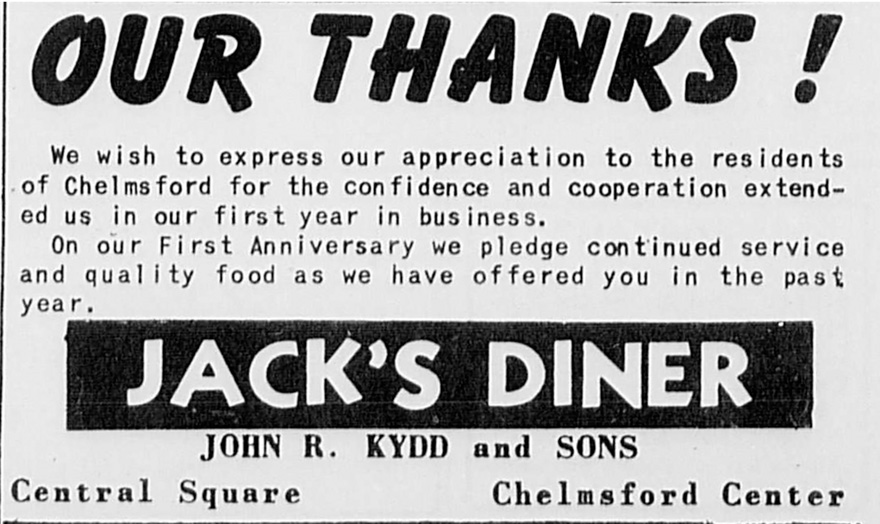 OUR THANKS !
We wish to express our appreciation to the residents
of Chelmsford for the confidence and cooperation extend-
ed us in our first year in business.
On our First Anniversary we pledge continued service
and quality food as we have offered you in the past
year.
JACK'S DINER
JOHN R. KYDD and SONS
Central Square Chelmsford Center